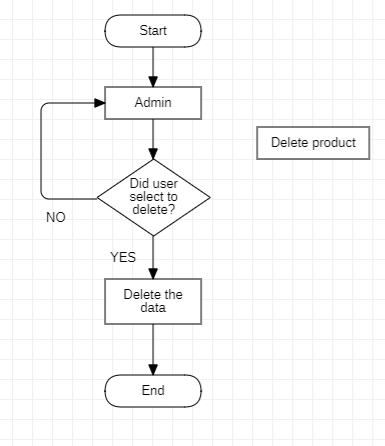 Start
Admin
Delete product
Did user
select to
delete?
NO
YES
Delete the
data
End